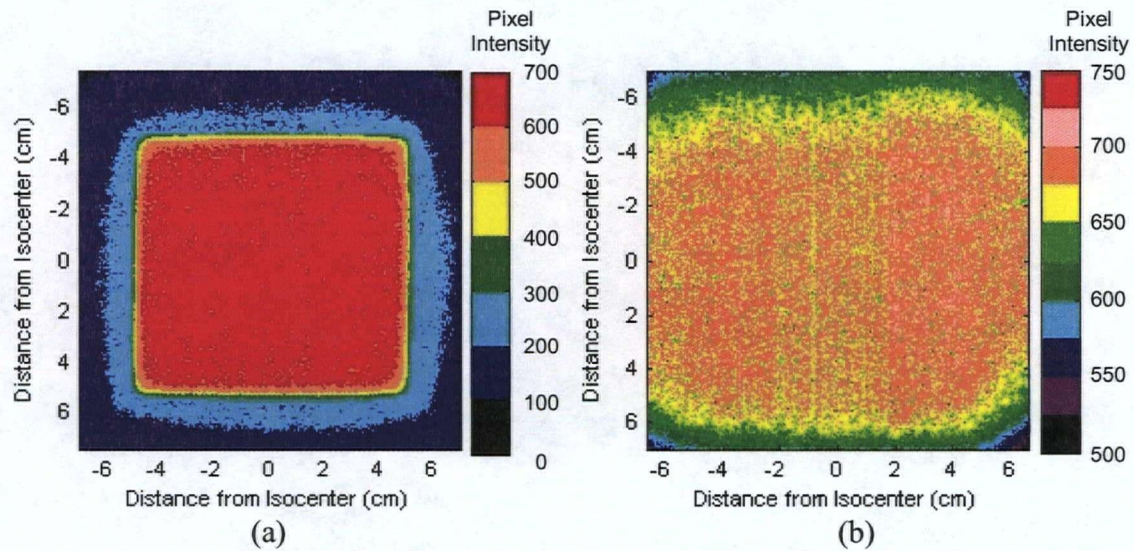 Pixel
Intensity
700
600
500
400
300
200
100
0
-6
-4
-2
0
2
4
6
Distance from Isocenter (cm)
-6 -4 -2 0 2 4 6
Distance from Isocenter (cm)
(a)
Pixel
Intensity
750
700
650
600
550
500
-6
-4
-2
0
2
4
6
Distance from Isocenter (cm)
-6 -4 -2 0 2 4 6
Distance from Isocenter (cm)
(b)